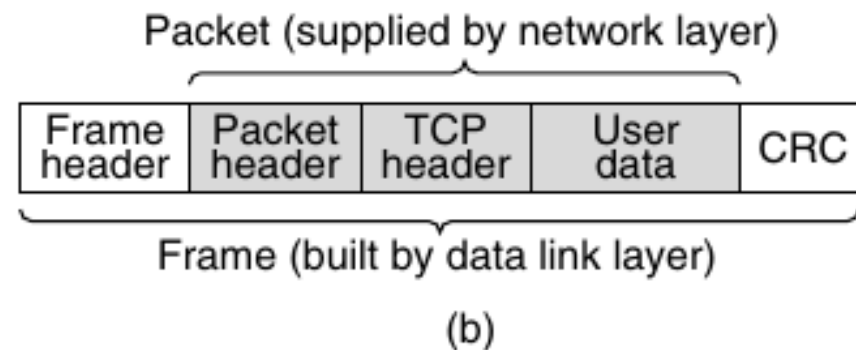 Packet (supplied by network layer)
Frame header
Packet header
TCP header
User data
CRC
Frame (built by data link layer)
(b)